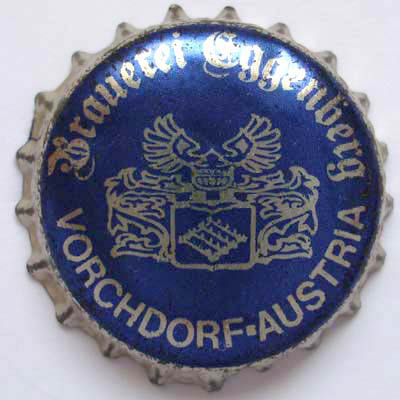 Brauerei Eggenberg
VORCHDORF-AUSTRIA